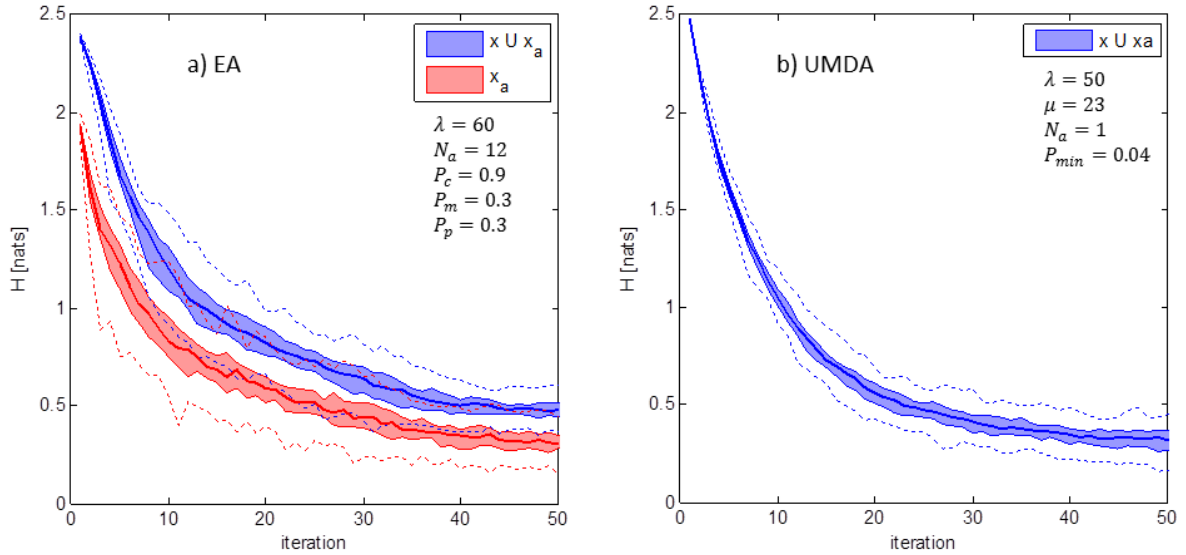 2.5
2
1.5
1
0.5
0
H [nats]
0
10
20
30
40
50
iteration
a) EA
x U x_a
x_a
λ = 60
N_a = 12
P_c = 0.9
P_m = 0.3
P_p = 0.3
2.5
2
1.5
1
0.5
0
H [nats]
0
10
20
30
40
50
iteration
b) UMDA
x U xa
λ = 50
μ = 23
N_a = 1
P_min = 0.04